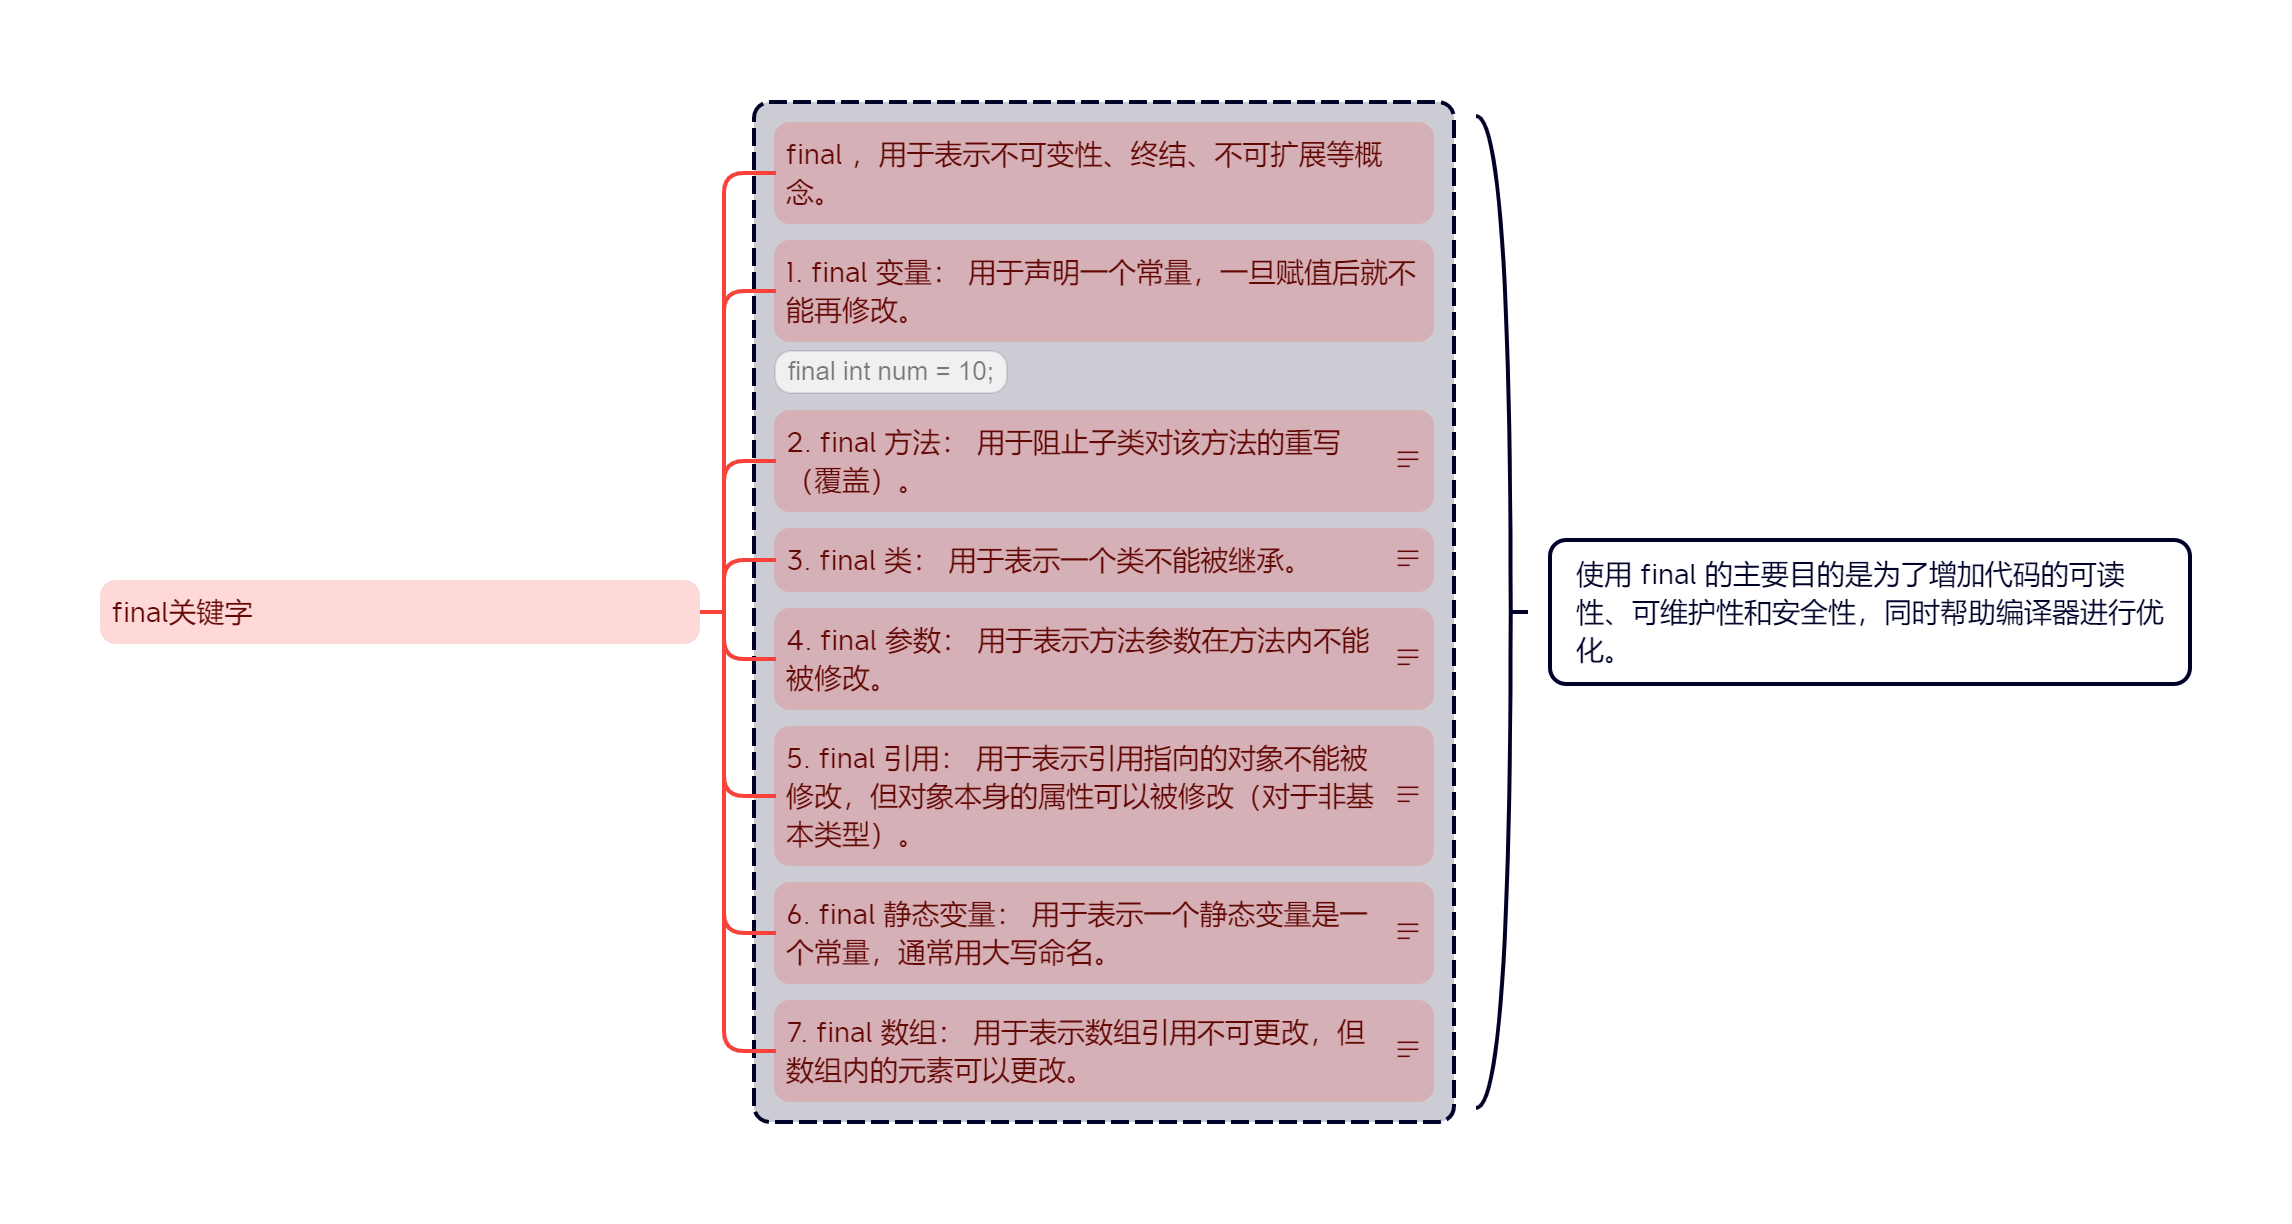 final关键字
final ，用于表示不可变性、终结、不可扩展等概
念。
1. final 变量： 用于声明一个常量，一旦赋值后就不
能再修改。
final int num = 10;
2. final 方法： 用于阻止子类对该方法的重写
（覆盖）。
3. final 类： 用于表示一个类不能被继承。
4. final 参数： 用于表示方法参数在方法内不能
被修改。
5. final 引用： 用于表示引用指向的对象不能被
修改，但对象本身的属性可以被修改（对于非基
本类型）。
6. final 静态变量： 用于表示一个静态变量是一
个常量，通常用大写命名。
7. final 数组： 用于表示数组引用不可更改，但
数组内的元素可以更改。
使用 final 的主要目的是为了增加代码的可读
性、可维护性和安全性，同时帮助编译器进行优
化。